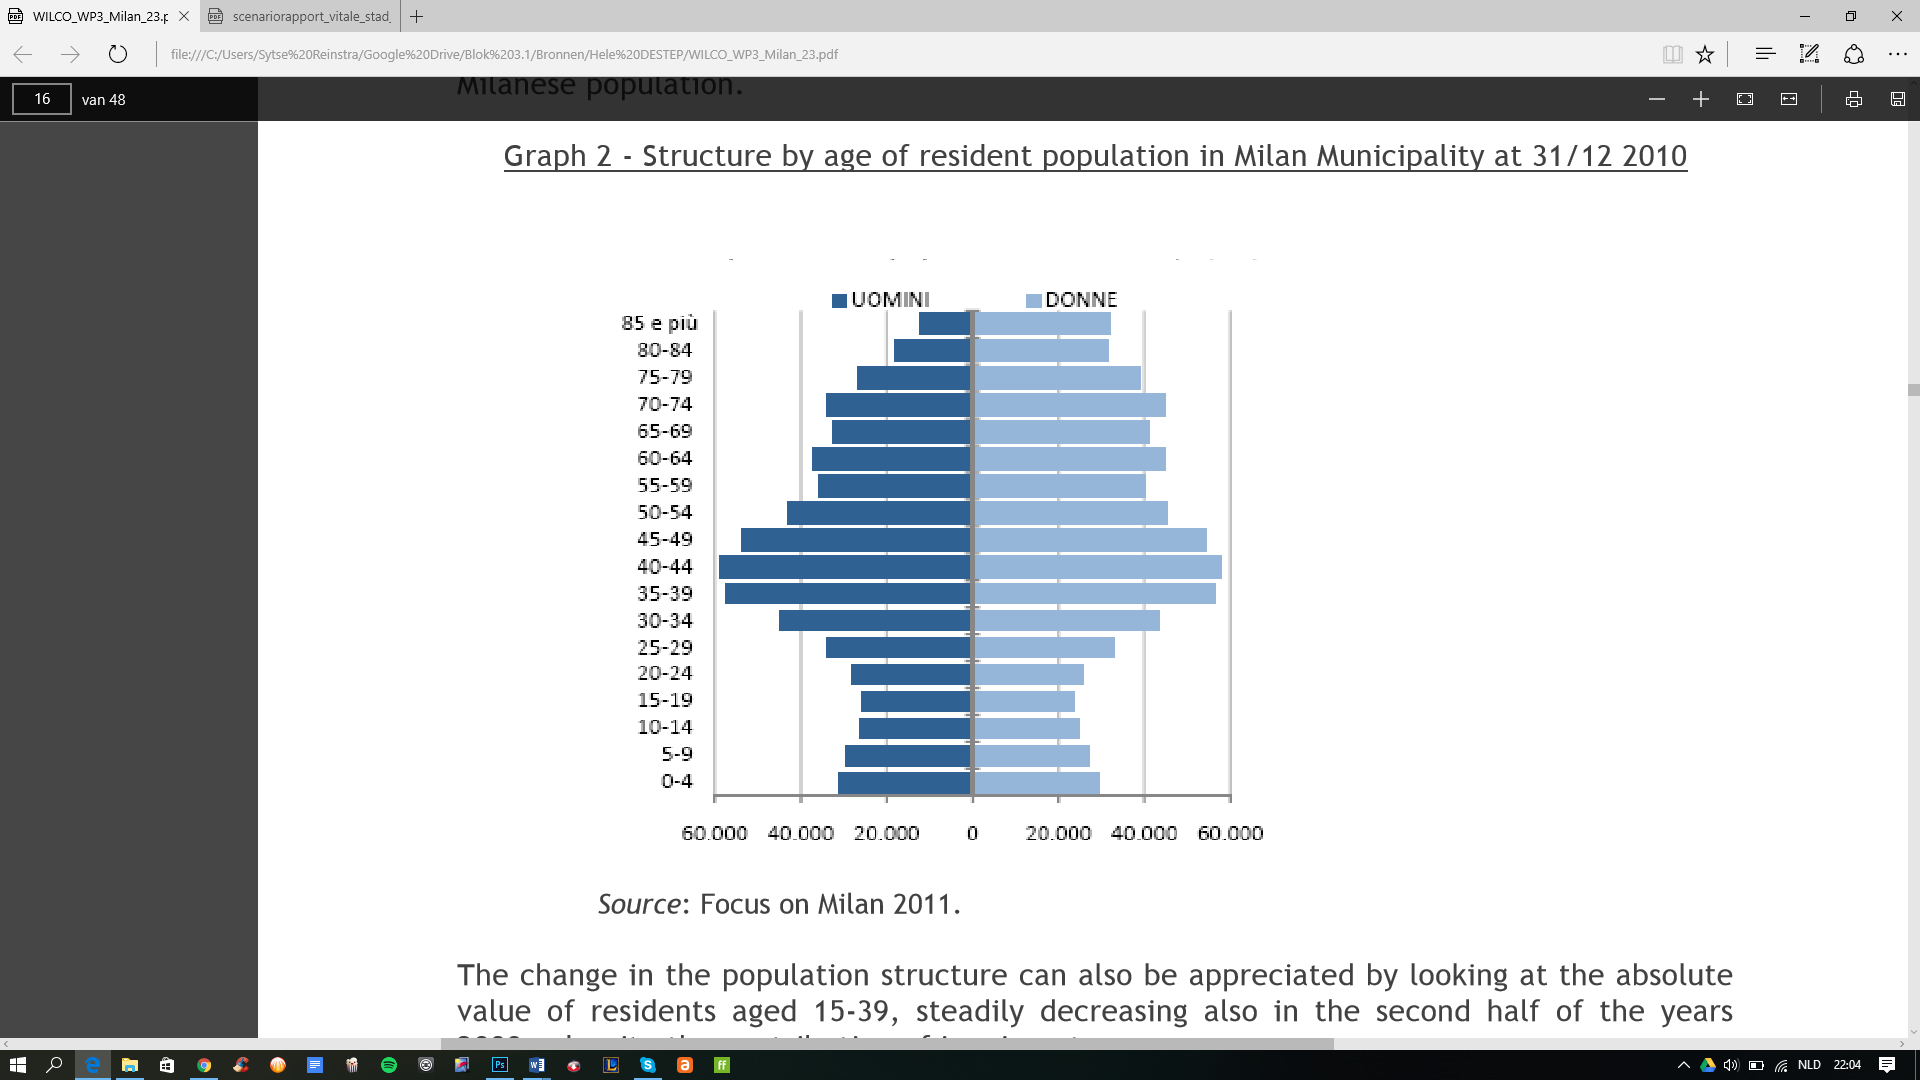 WILCO_WP3_Milan_23.p
scenariorapport_vitale_stad_
file:///C:/Users/Sytse%20Reinstra/Google%20Drive/Blok%203.1/Bronnen/Hele%20DESTEP/WILCO_WP3_Milan_23.pdf
16 van 48
Milanese population.
Graph 2 - Structure by age of resident population in Milan Municipality at 31/12 2010
UOMINI DONNE
85 e più
80-84
75-79
70-74
65-69
60-64
55-59
50-54
45-49
40-44
35-39
30-34
25-29
20-24
15-19
10-14
5-9
0-4
60.000 40.000 20.000 0 20.000 40.000 60.000
Source: Focus on Milan 2011.
The change in the population structure can also be appreciated by looking at the absolute
value of residents aged 15-39, steadily decreasing also in the second half of the years
NLD 22:04